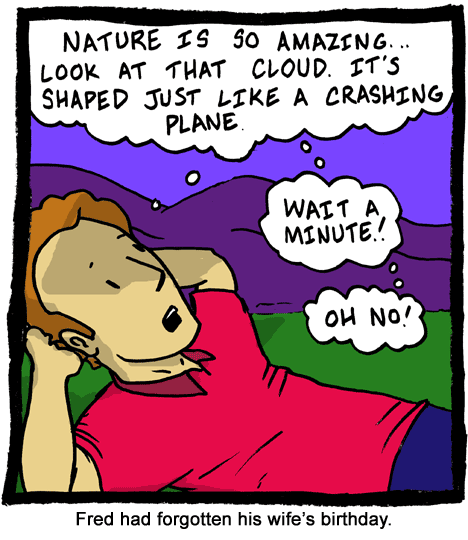 NATURE IS SO AMAZING...
LOOK AT THAT CLOUD. IT'S
SHAPED JUST LIKE A CRASHING
PLANE.
WAIT A
MINUTE!
OH NO!
Fred had forgotten his wife's birthday.